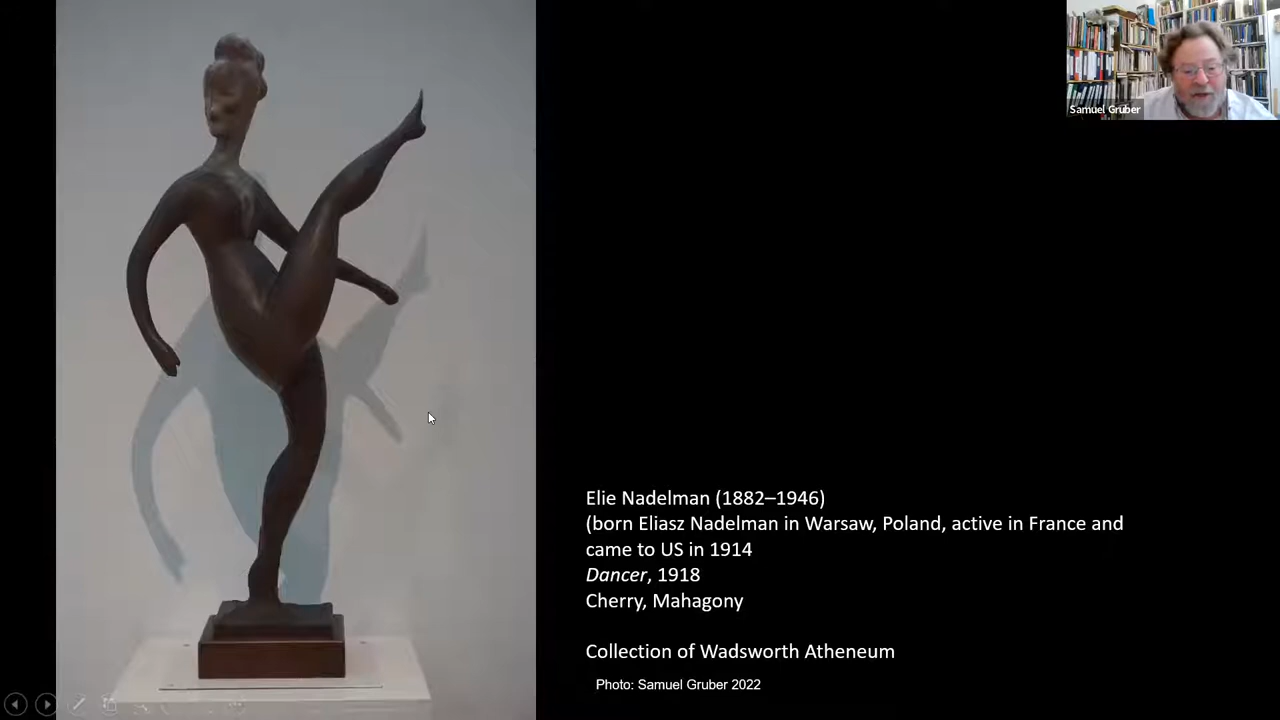 Samuel Gruber
Elie Nadelman (1882–1946)
(born Eliasz Nadelman in Warsaw, Poland, active in France and
came to US in 1914
Dancer, 1918
Cherry, Mahagony
Collection of Wadsworth Atheneum
Photo: Samuel Gruber 2022